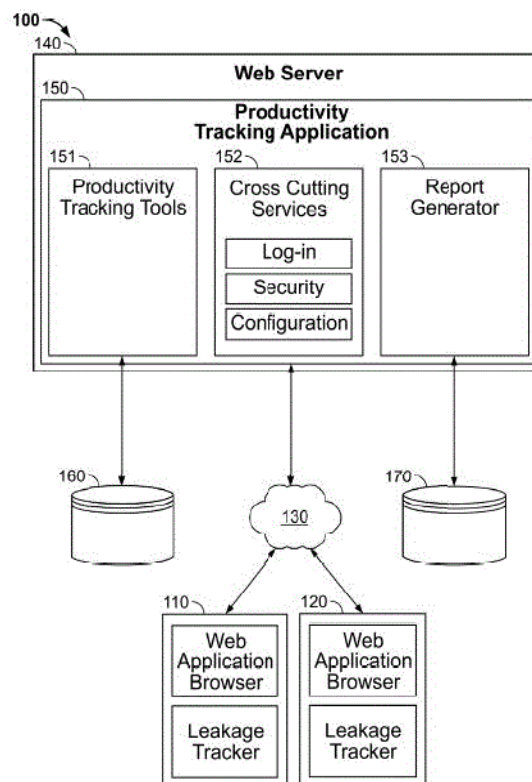 100
140
Web Server
150
Productivity
Tracking Application
151
Productivity
Tracking Tools
152
Cross Cutting
Services
Log-in
Security
Configuration
153
Report
Generator
160
130
170
110
Web
Application
Browser
Leakage
Tracker
120
Web
Application
Browser
Leakage
Tracker